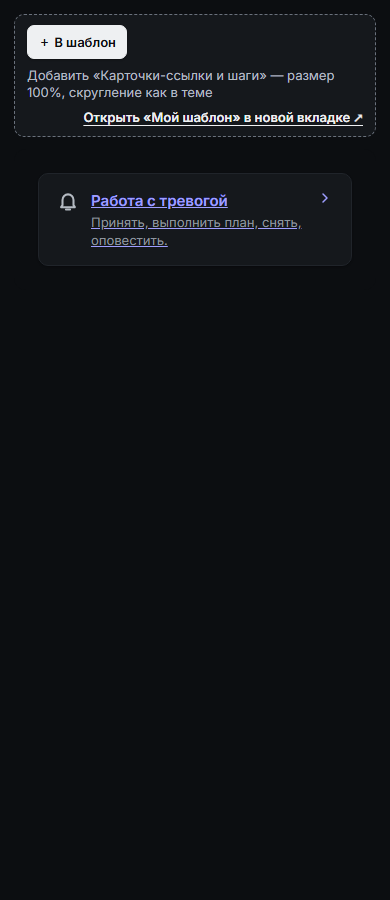 + В шаблон
Добавить «Карточки-ссылки и шаги» — размер
100%, скругление как в теме
Открыть «Мой шаблон» в новой вкладке ↗
Работа с тревогой
Принять, выполнить план, снять,
оповестить.